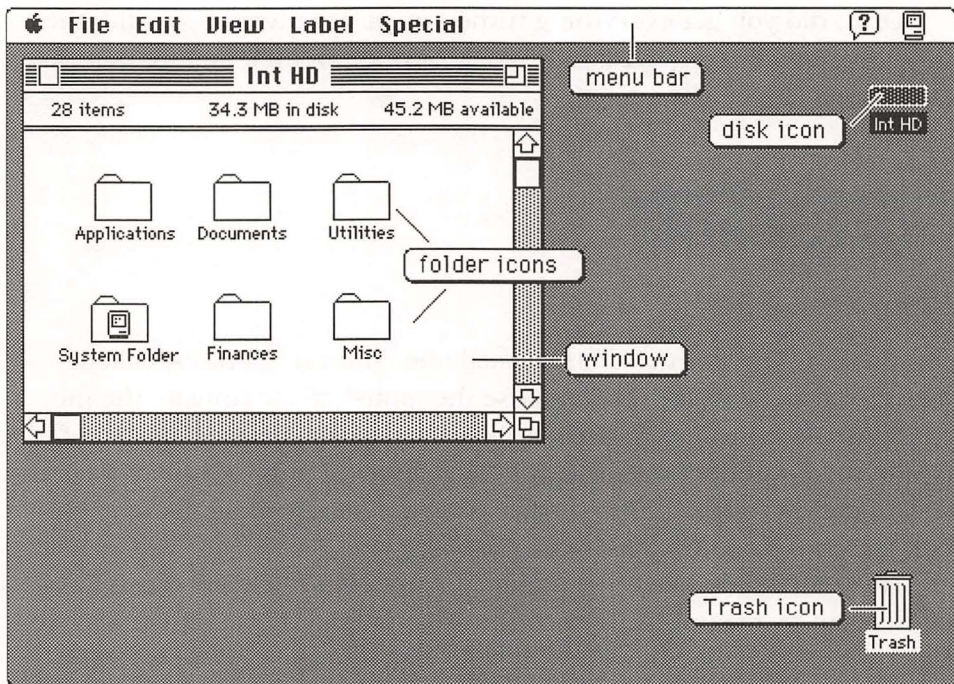 File Edit View Label Special
Int HD
menu bar
28 items 34.3 MB in disk 45.2 MB available
disk icon
Int HD
Applications Documents Utilities
folder icons
System Folder Finances Misc
window
Trash icon
Trash